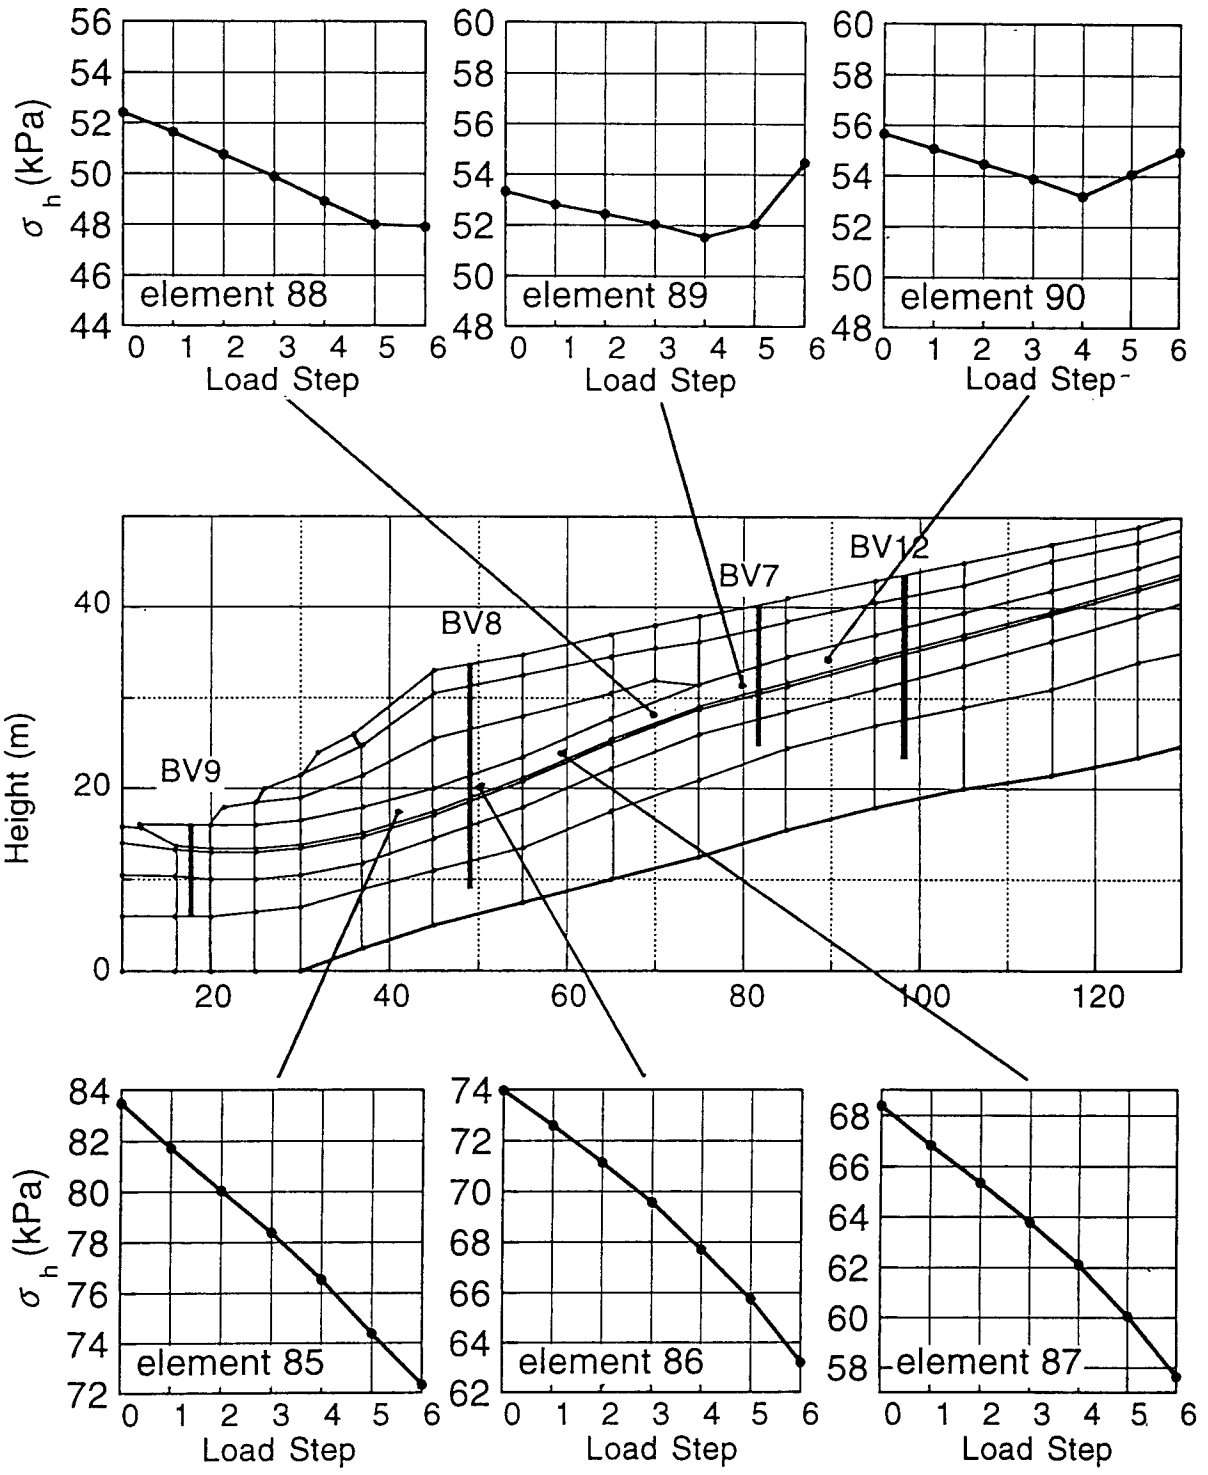 56 54 52 50 48 46 44
σh (kPa)
element 88
0 1 2 3 4 5 6
Load Step
60 58 56 54 52 50 48
element 89
0 1 2 3 4 5 6
Load Step
60 58 56 54 52 50 48
element 90
0 1 2 3 4 5 6
Load Step
BV12
BV7
BV8
BV9
40
20
0
Height (m)
20 40 60 80 100 120
84 82 80 78 76 74 72
σh (kPa)
element 85
0 1 2 3 4 5 6
Load Step
74 72 70 68 66 64 62
element 86
0 1 2 3 4 5 6
Load Step
68 66 64 62 60 58
element 87
0 1 2 3 4 5 6
Load Step